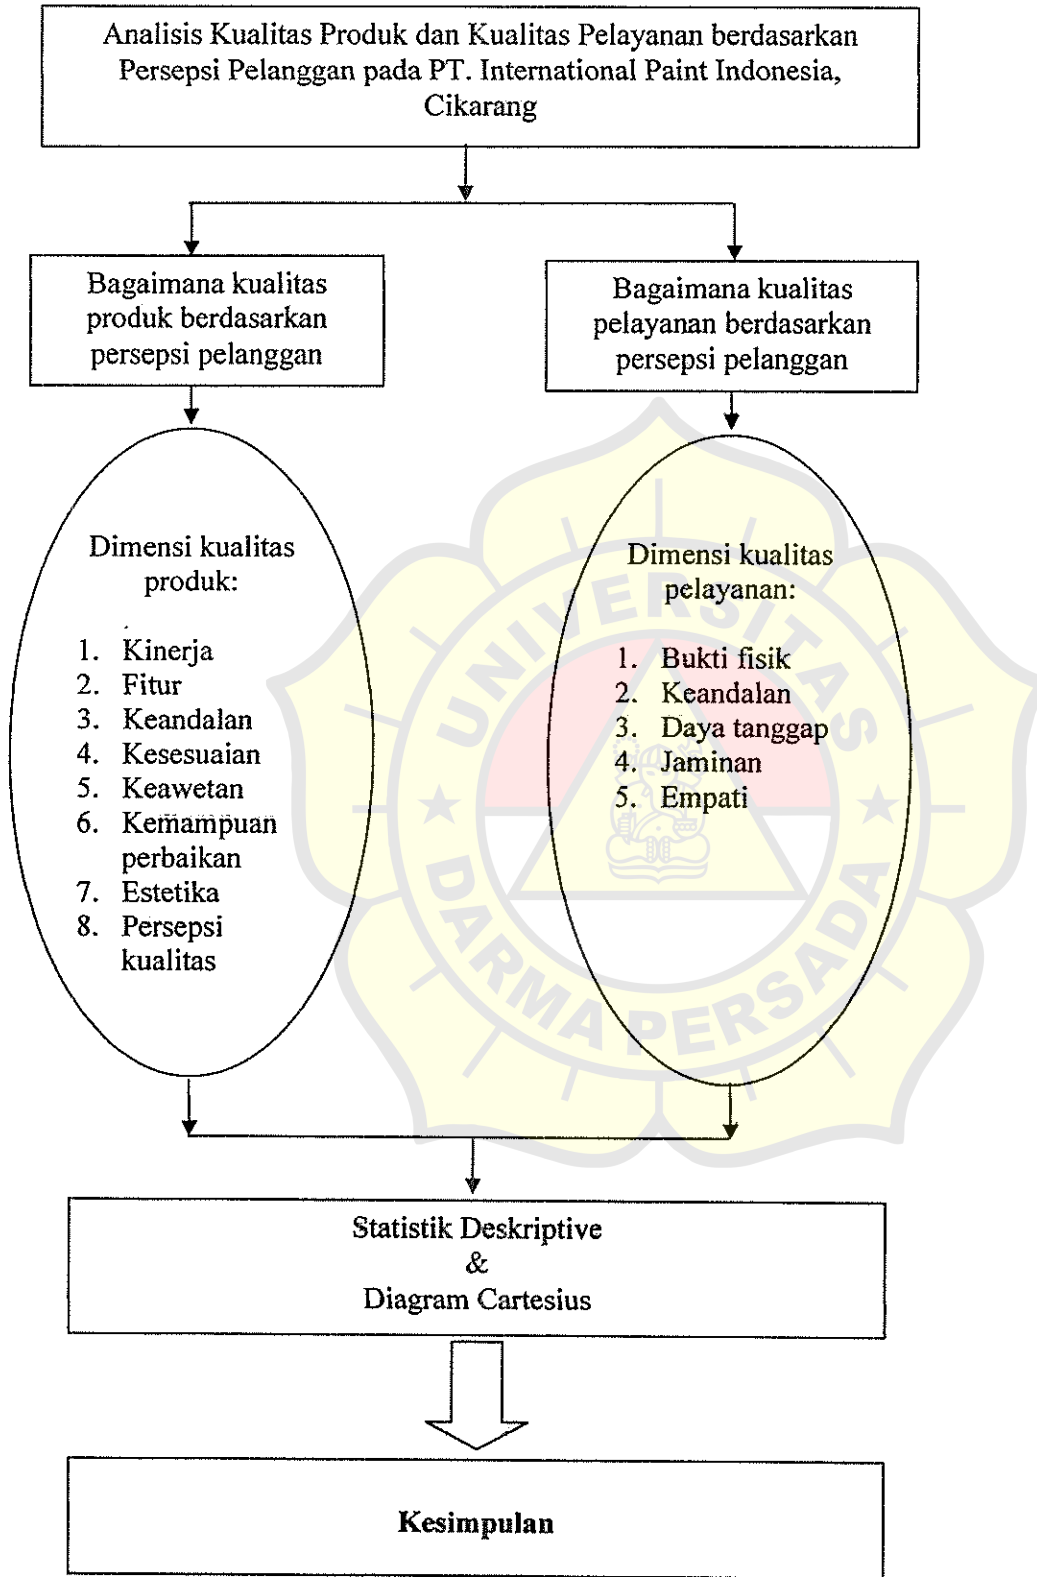 Analisis Kualitas Produk dan Kualitas Pelayanan berdasarkan
Persepsi Pelanggan pada PT. International Paint Indonesia,
Cikarang
Bagaimana kualitas
produk berdasarkan
persepsi pelanggan
Bagaimana kualitas
pelayanan berdasarkan
persepsi pelanggan
Dimensi kualitas
produk:
1. Kinerja
2. Fitur
3. Keandalan
4. Kesesuaian
5. Keawetan
6. Kemampuan
perbaikan
7. Estetika
8. Persepsi
kualitas
Dimensi kualitas
pelayanan:
1. Bukti fisik
2. Keandalan
3. Daya tanggap
4. Jaminan
5. Empati
UNIVERSITAS
DARMA PERSADA
Statistik Deskriptive
&
Diagram Cartesius
Kesimpulan